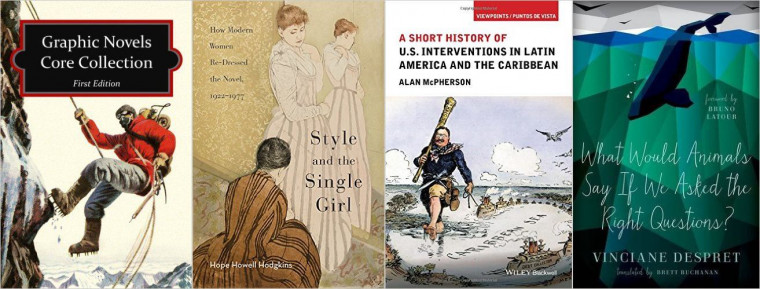 Graphic Novels
Core Collection
First Edition
How Modern
Women
Re-Dressed
the Novel,
1922–1977
Style
and the
Single
Girl
Hope Howell Hodgkins
VIEWPOINTS/PUNTOS DE VISTA
A SHORT HISTORY OF
U.S. INTERVENTIONS IN LATIN
AMERICA AND THE CARIBBEAN
ALAN McPHERSON
WILEY Blackwell
foreword by
BRUNO
LATOUR
What Would Animals
Say If We Asked the
Right Questions?
VINCIANE DESPRET
translated by BRETT BUCHANAN